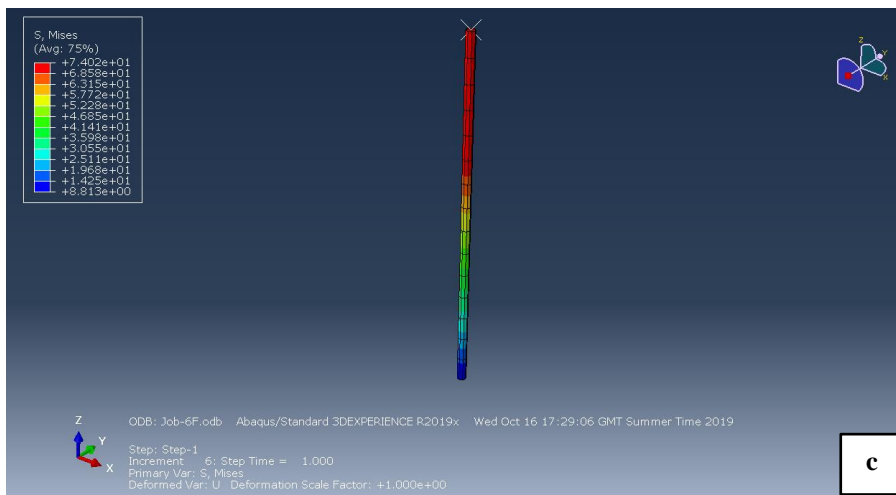 S, Mises
(Avg: 75%)
+7.402e+01
+6.858e+01
+6.315e+01
+5.772e+01
+5.228e+01
+4.685e+01
+4.141e+01
+3.598e+01
+3.055e+01
+2.511e+01
+1.968e+01
+1.425e+01
+8.813e+00
Z
Y
X
Z
Y
X
ODB: Job-6F.odb Abaqus/Standard 3DEXPERIENCE R2019x Wed Oct 16 17:29:06 GMT Summer Time 2019
Step: Step-1
Increment 6: Step Time = 1.000
Primary Var: S, Mises
Deformed Var: U Deformation Scale Factor: +1.000e+00
c